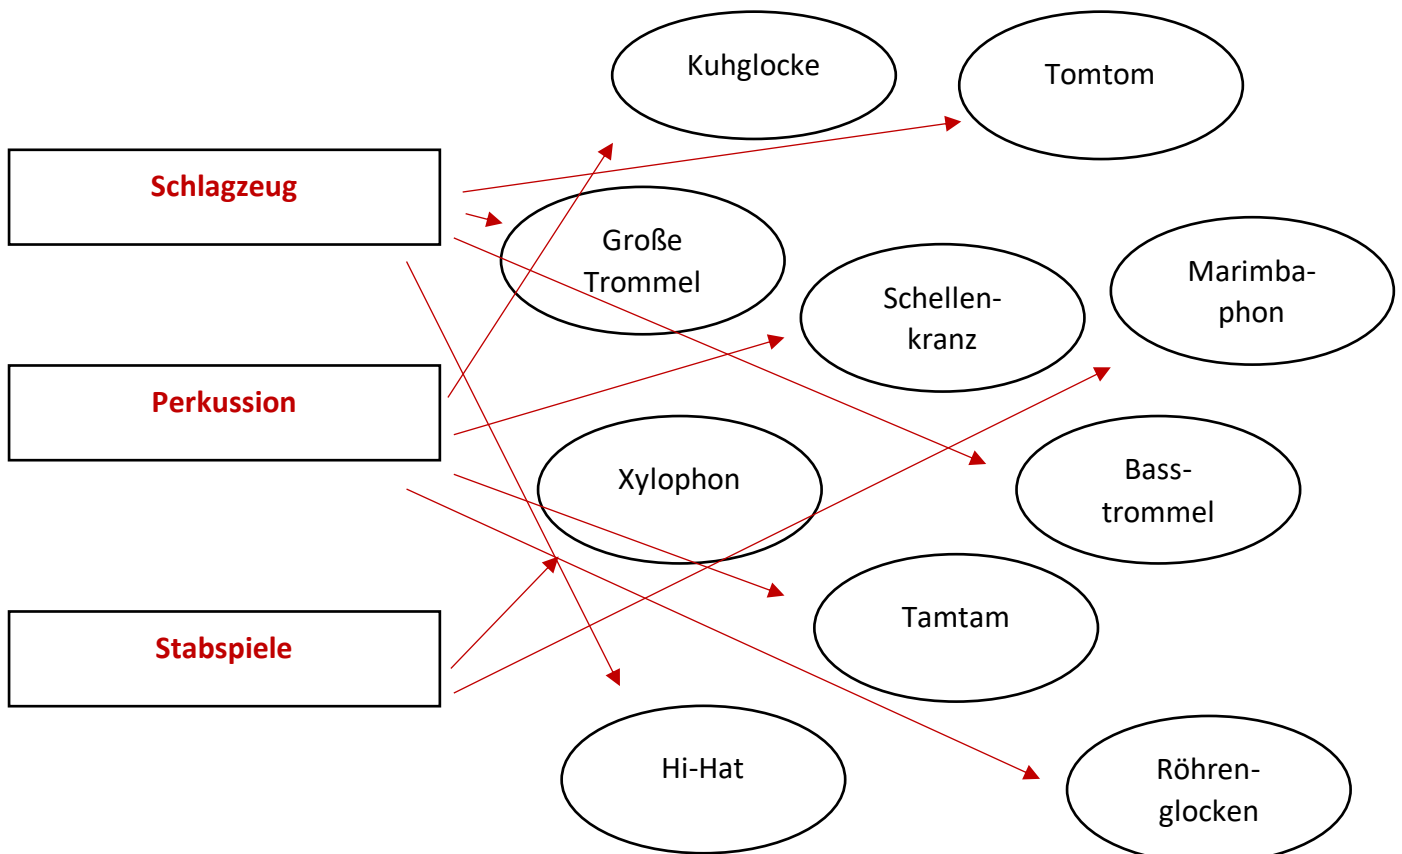 Kuhglocke
Tomtom
Schlagzeug
Große
Trommel
Schellen-
kranz
Marimba-
phon
Perkussion
Xylophon
Bass-
trommel
Stabspiele
Tamtam
Hi-Hat
Röhren-
glocken